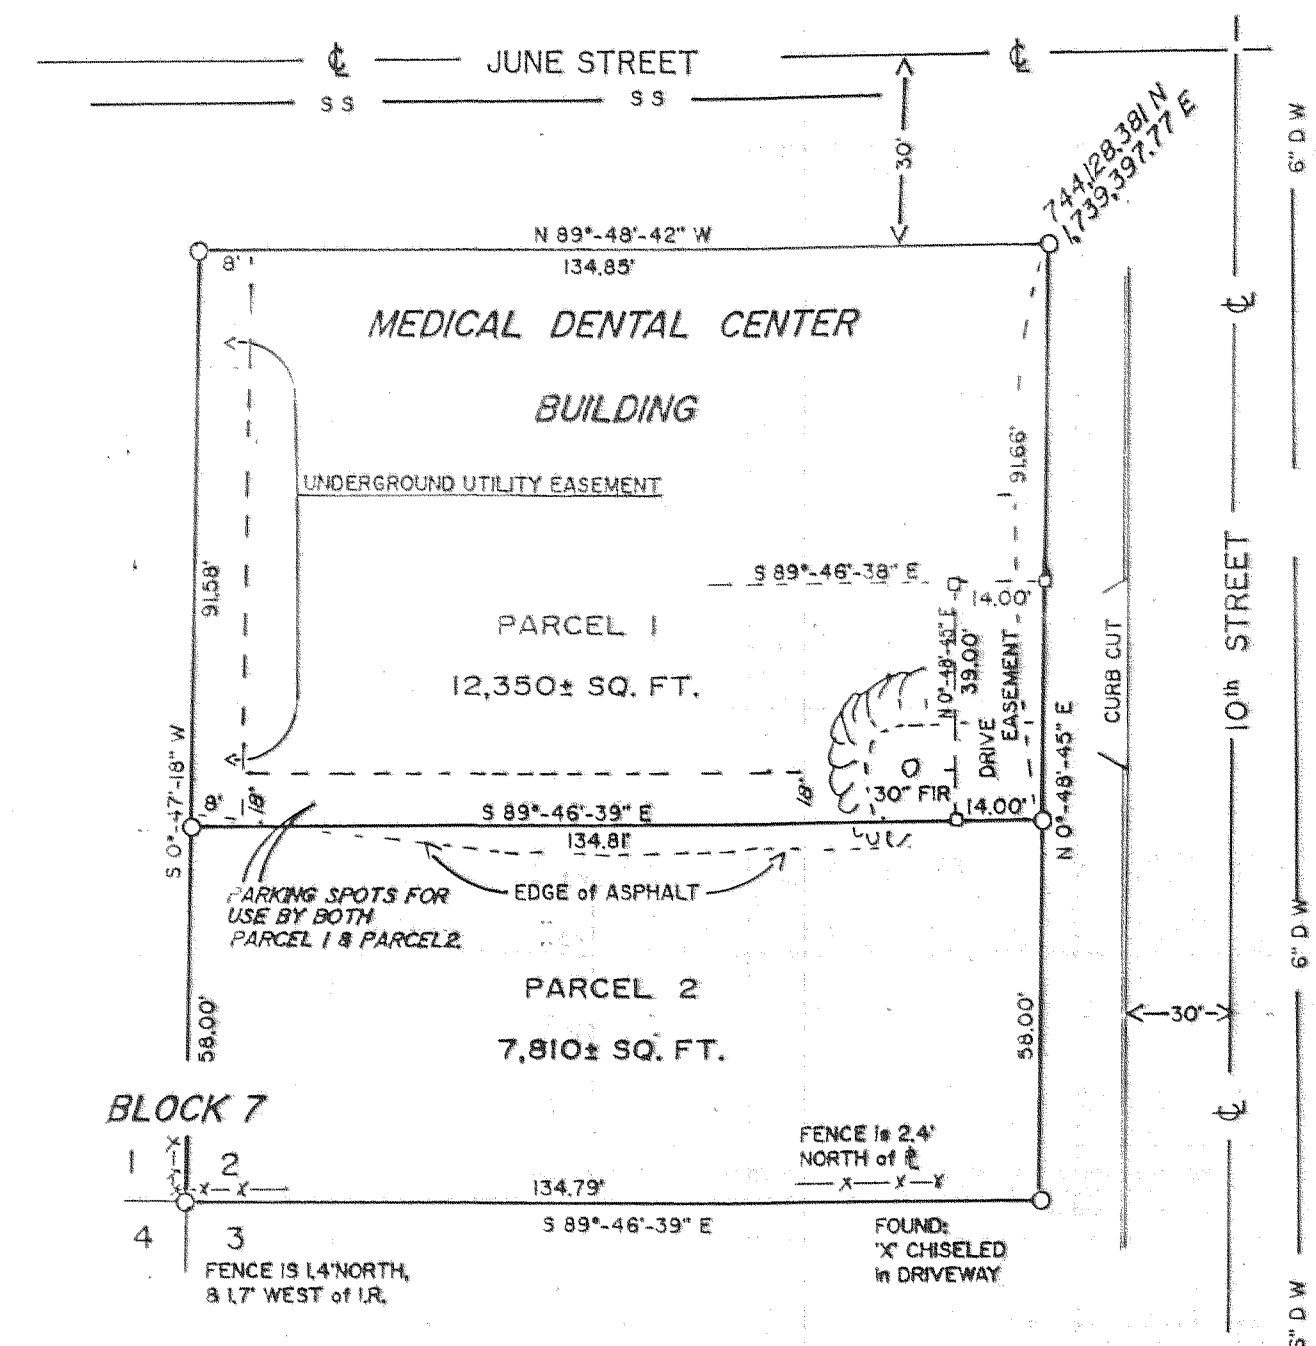 ℄ JUNE STREET ℄
S S S S
6" D W
30'
744,128.381 N
1,739,397.77 E
N 89°-48'-42" W
134.85'
8'
℄
MEDICAL DENTAL CENTER
BUILDING
91.66'
UNDERGROUND UTILITY EASEMENT
91.58'
S 89°-46'-38" E
14.00'
N 0°-48'-45" E
39.00'
DRIVE
EASEMENT
CURB CUT
10th STREET
PARCEL 1
12,350± SQ. FT.
S 0°-47'-18" W
N 0°-48'-45" E
30" FIR
8'
18'
18'
S 89°-46'-39" E
14.00'
134.81'
EDGE of ASPHALT
PARKING SPOTS FOR
USE BY BOTH
PARCEL 1 & PARCEL 2
6" D W
PARCEL 2
58.00'
58.00'
30'
7,810± SQ. FT.
BLOCK 7
℄
FENCE is 2.4'
NORTH of ℄
1 2
134.79'
S 89°-46'-39" E
4 3
FOUND:
'X' CHISELED
in DRIVEWAY
FENCE IS 1.4' NORTH,
& 1.7' WEST of I.R.
6" D W